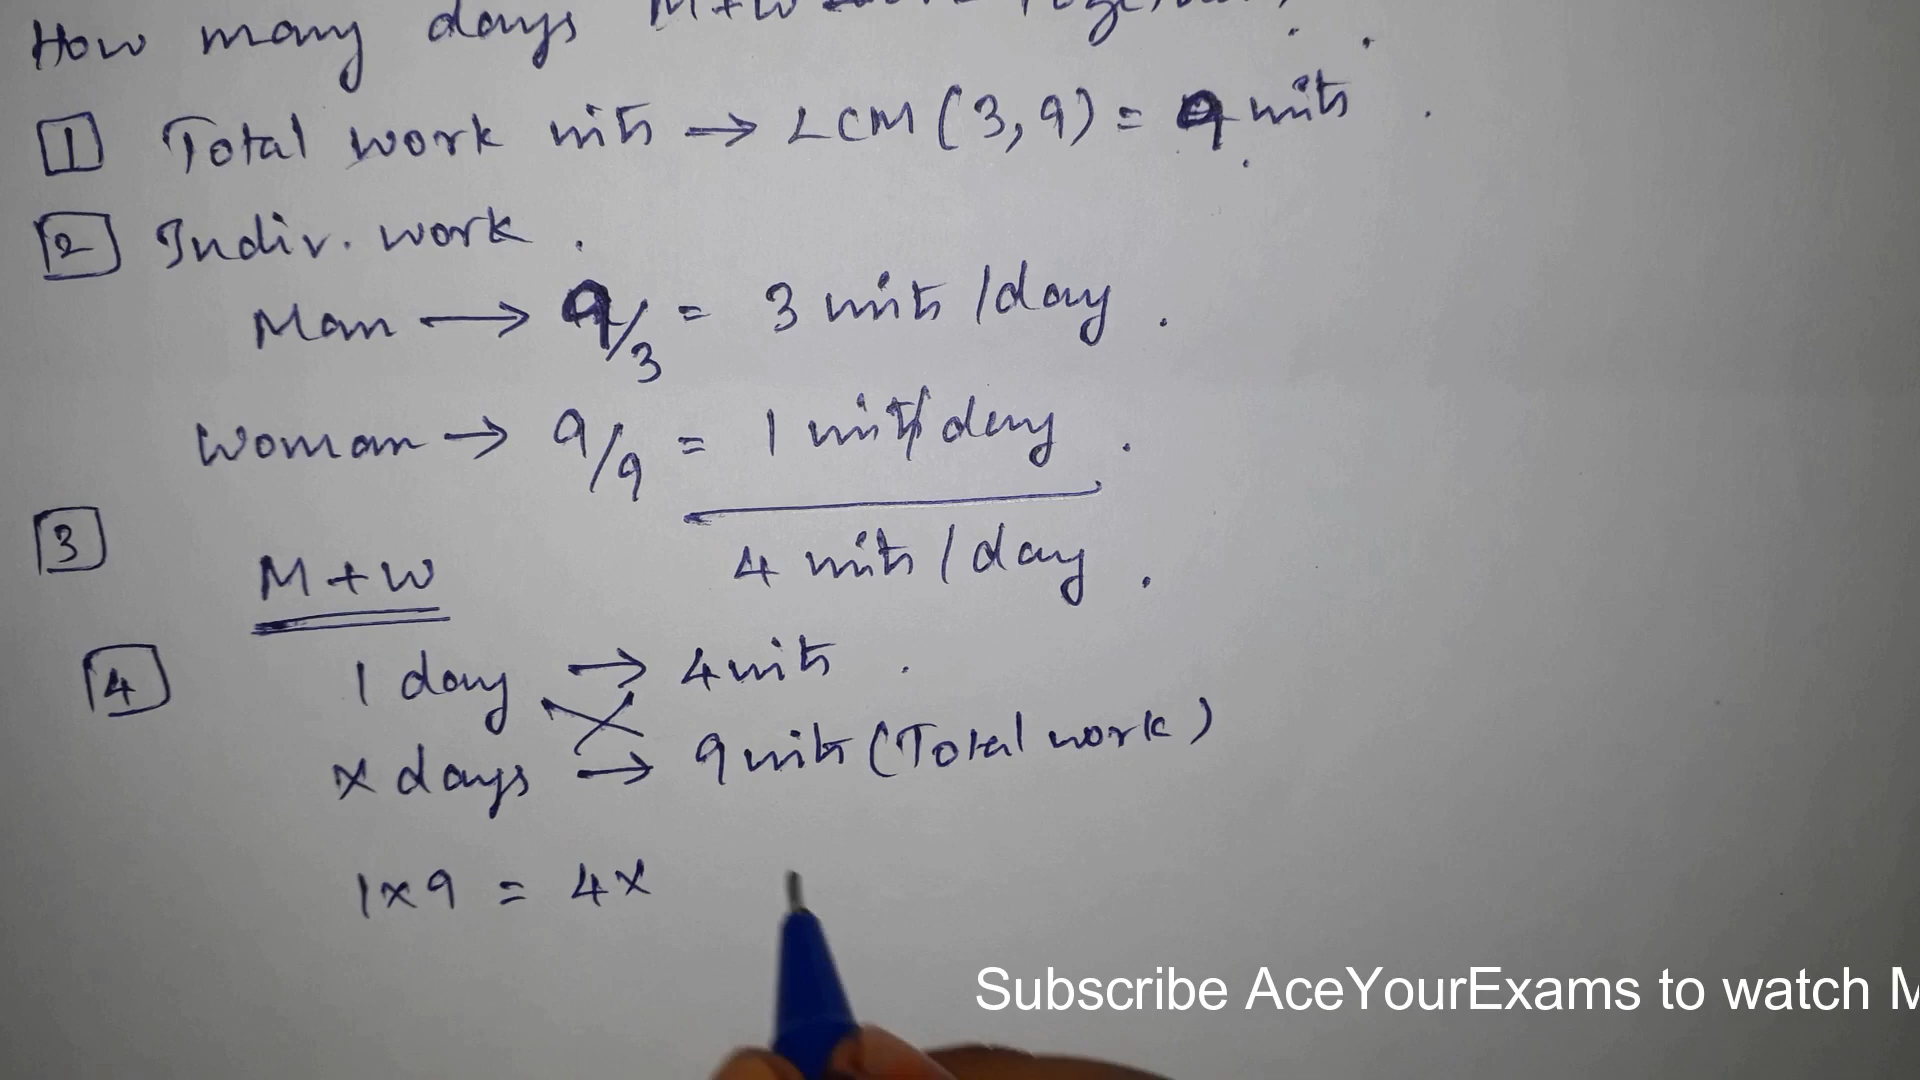 How many days M+W
1 Total work units → LCM (3,9) = 9 units .
2 Indiv. work .
Man → 9/3 = 3 units /day .
Woman → 9/9 = 1 unit/day .
3 M+W 4 units / day .
4 1 day → 4 units .
x days → 9 units (Total work)
1x9 = 4x
Subscribe AceYourExams to watch M